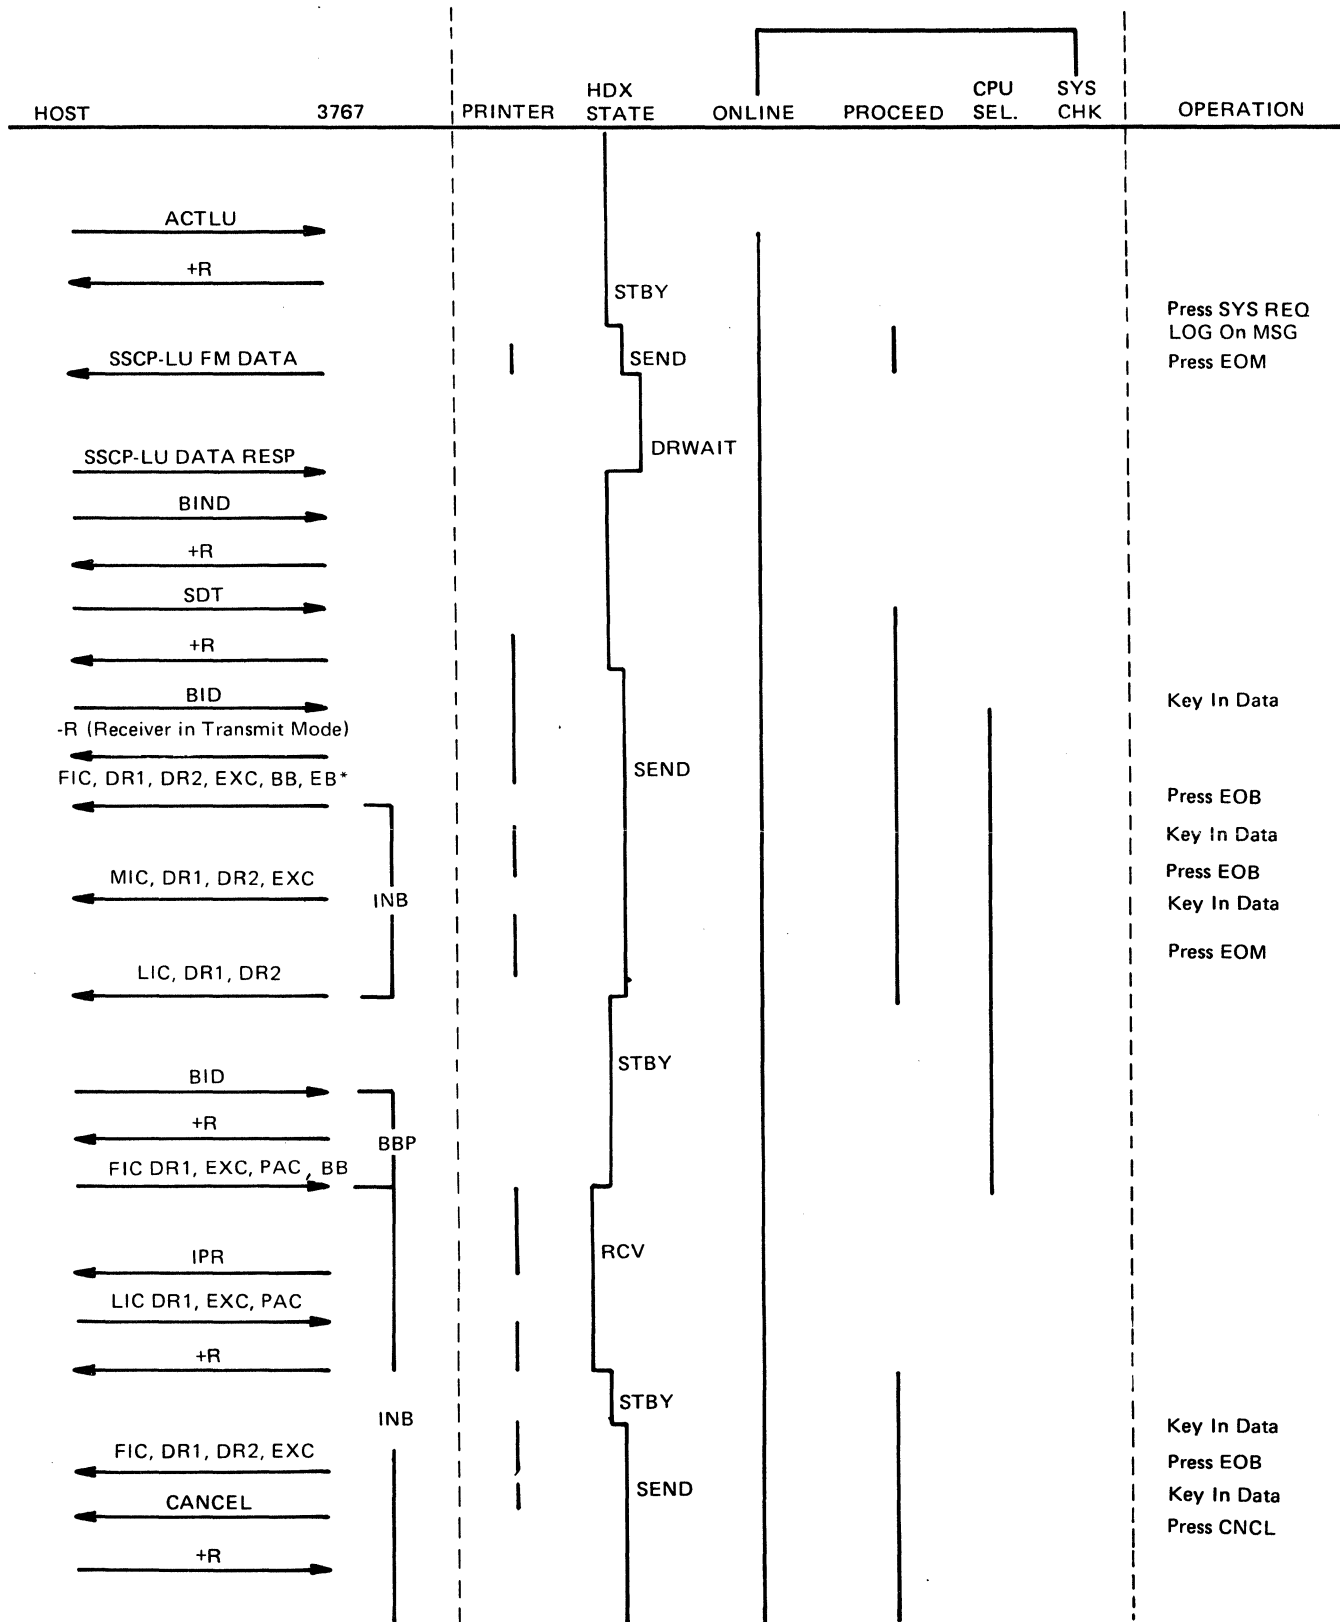 HDX CPU SYS
HOST 3767 PRINTER STATE ONLINE PROCEED SEL. CHK OPERATION
ACTLU
+R
STBY
Press SYS REQ
LOG On MSG
SSCP-LU FM DATA SEND Press EOM
DRWAIT
SSCP-LU DATA RESP
BIND
+R
SDT
+R
BID Key In Data
-R (Receiver in Transmit Mode)
SEND
FIC, DR1, DR2, EXC, BB, EB*
Press EOB
Key In Data
Press EOB
MIC, DR1, DR2, EXC
INB Key In Data
Press EOM
LIC, DR1, DR2
STBY
BID
+R
BBP
FIC DR1, EXC, PAC, BB
RCV
IPR
LIC DR1, EXC, PAC
+R
STBY
INB
Key In Data
FIC, DR1, DR2, EXC
Press EOB
SEND Key In Data
CANCEL
Press CNCL
+R